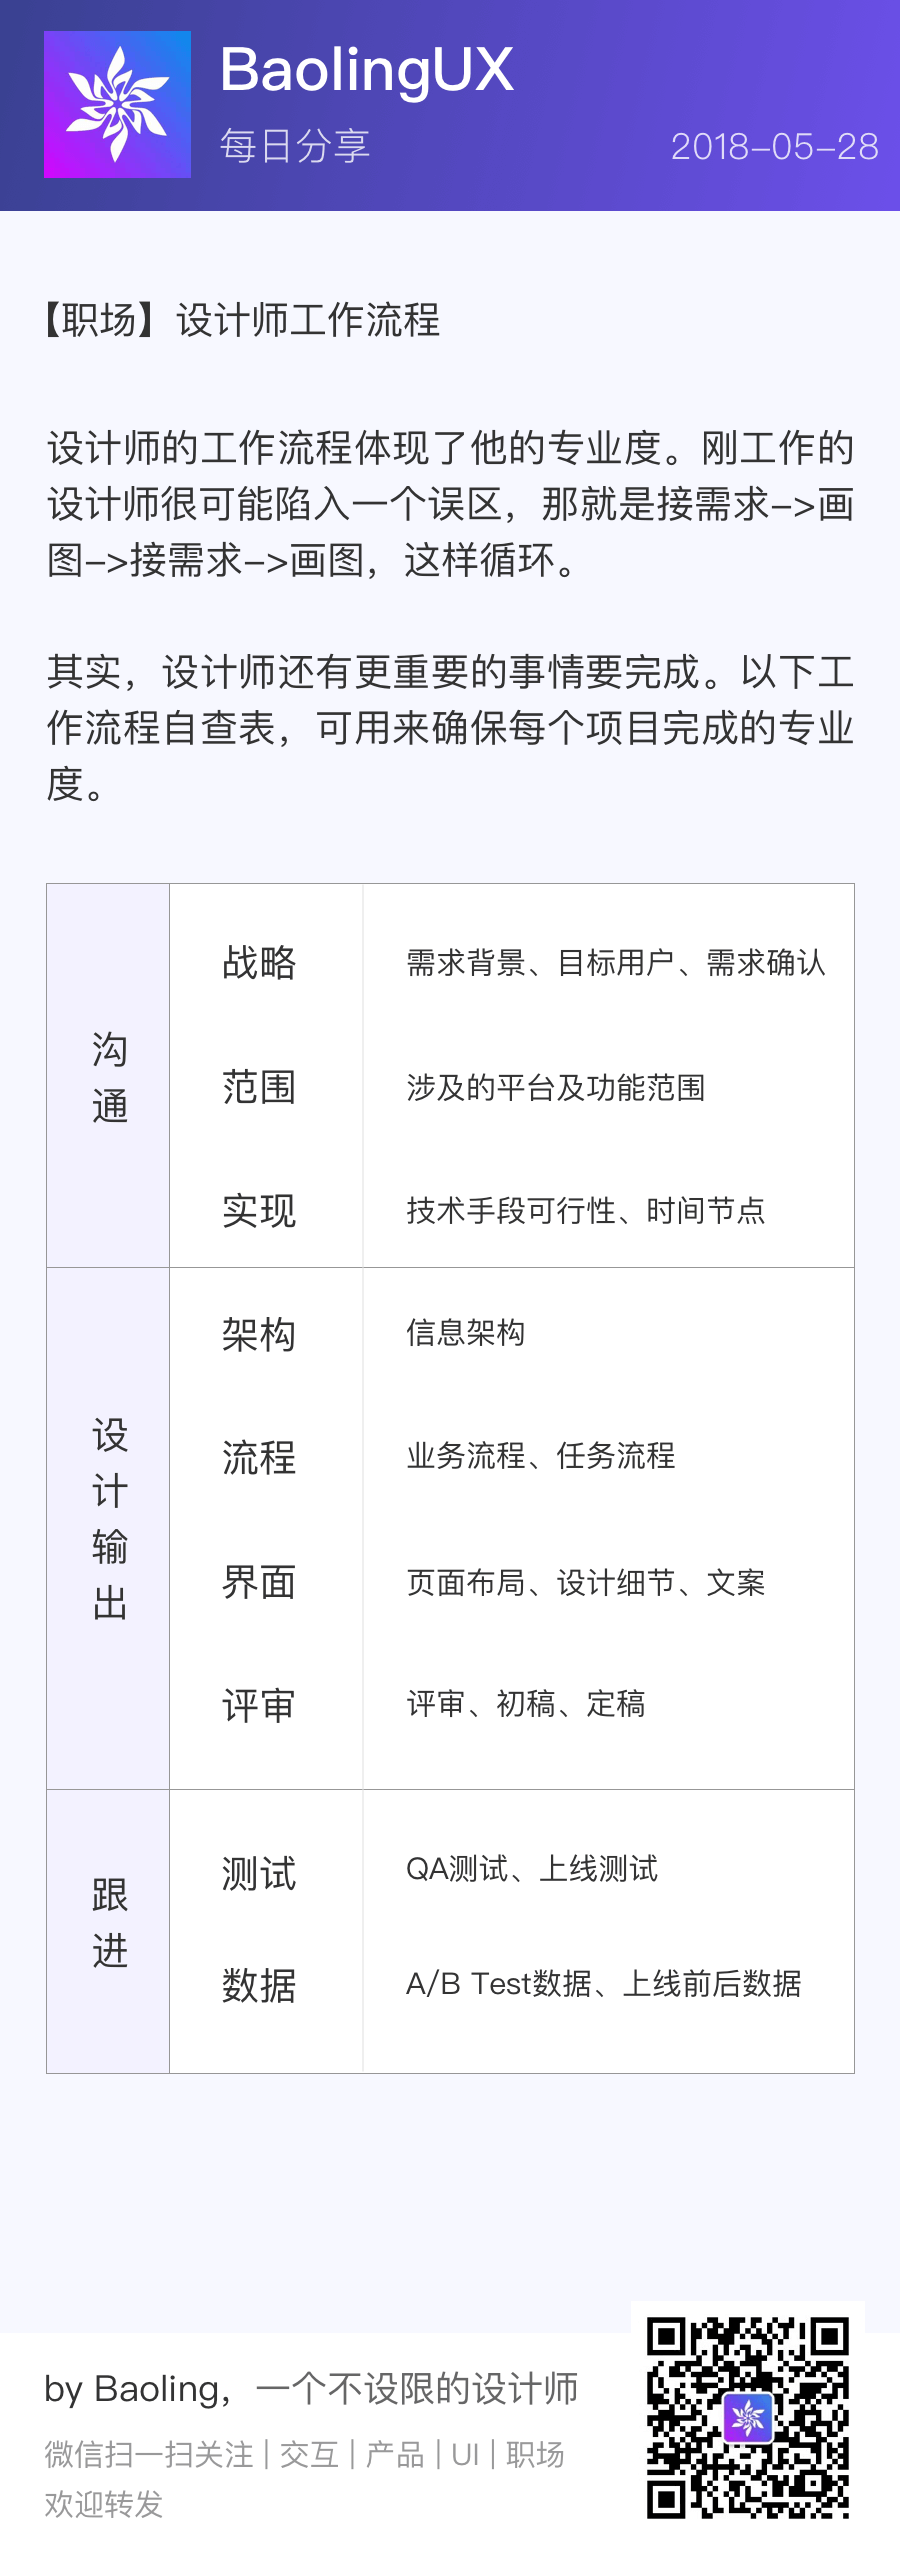 BaolingUX
每日分享
2018-05-28
【职场】设计师工作流程
设计师的工作流程体现了他的专业度。刚工作的
设计师很可能陷入一个误区，那就是接需求->画
图->接需求->画图，这样循环。
其实，设计师还有更重要的事情要完成。以下工
作流程自查表，可用来确保每个项目完成的专业
度。
沟通
战略
需求背景、目标用户、需求确认
范围
涉及的平台及功能范围
实现
技术手段可行性、时间节点
设计输出
架构
信息架构
流程
业务流程、任务流程
界面
页面布局、设计细节、文案
评审
评审、初稿、定稿
跟进
测试
QA测试、上线测试
数据
A/B Test数据、上线前后数据
by Baoling，一个不设限的设计师
微信扫一扫关注 | 交互 | 产品 | UI | 职场
欢迎转发